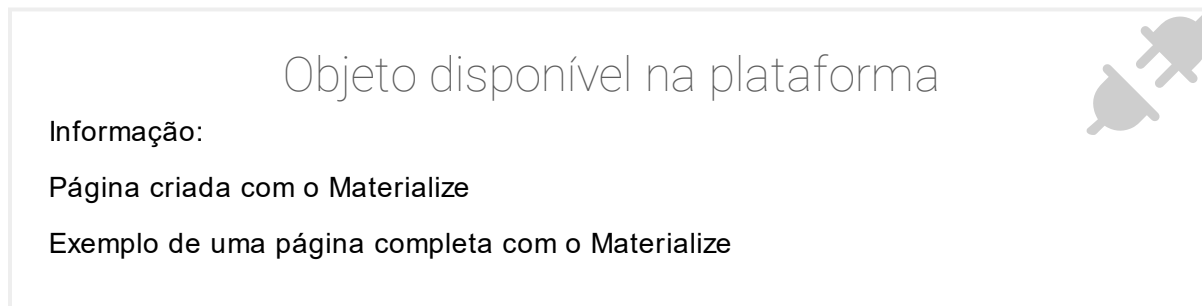 Objeto disponível na plataforma
Informação:
Página criada com o Materialize
Exemplo de uma página completa com o Materialize